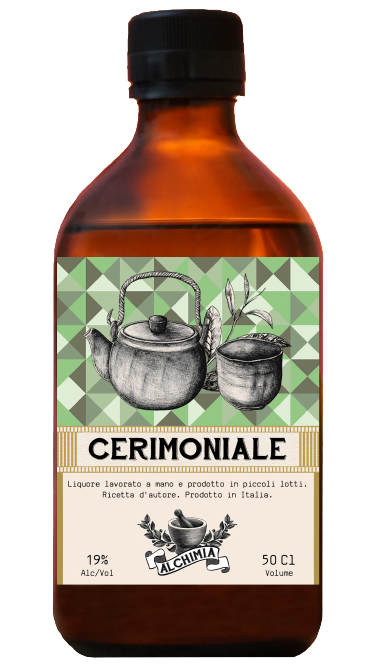 CERIMONIALE
Liquore lavorato a mano e prodotto in piccoli lotti.
Ricetta d'autore. Prodotto in Italia.
19%
Alc/Vol
ALCHIMIA
50 Cl
Volume